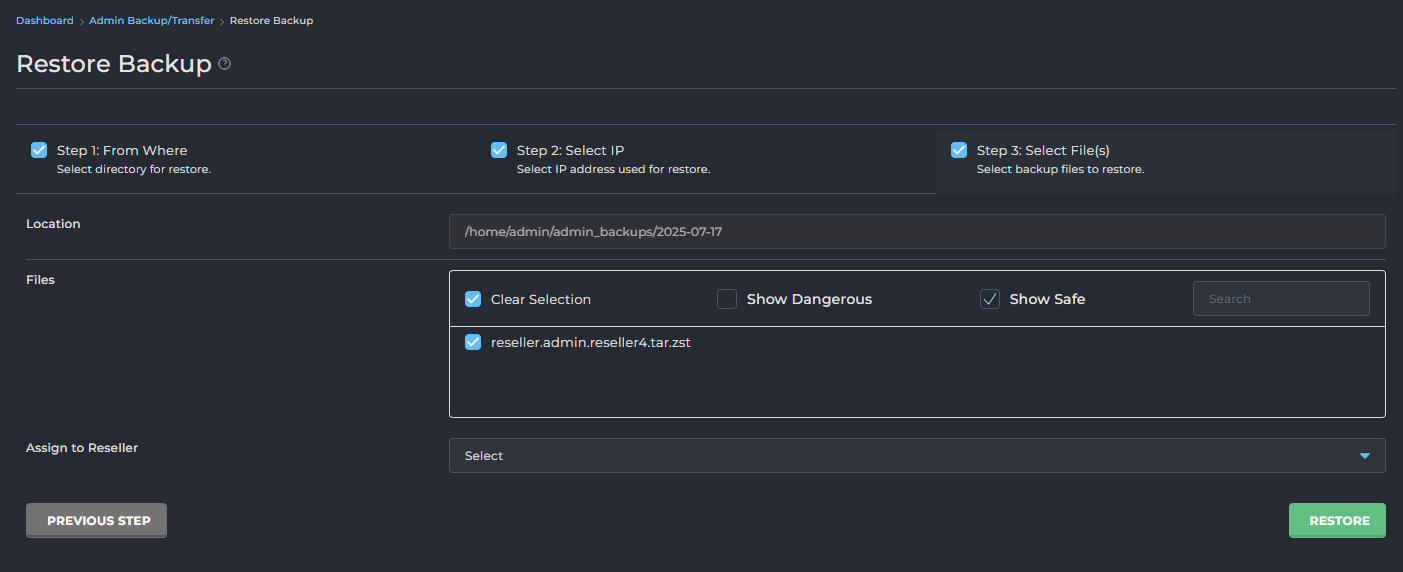 Dashboard > Admin Backup/Transfer > Restore Backup
Restore Backup ?
Step 1: From Where
Select directory for restore.
Step 2: Select IP
Select IP address used for restore.
Step 3: Select File(s)
Select backup files to restore.
Location
/home/admin/admin_backups/2025-07-17
Files
Clear Selection Show Dangerous Show Safe Search
reseller.admin.reseller4.tar.zst
Assign to Reseller
Select
PREVIOUS STEP RESTORE